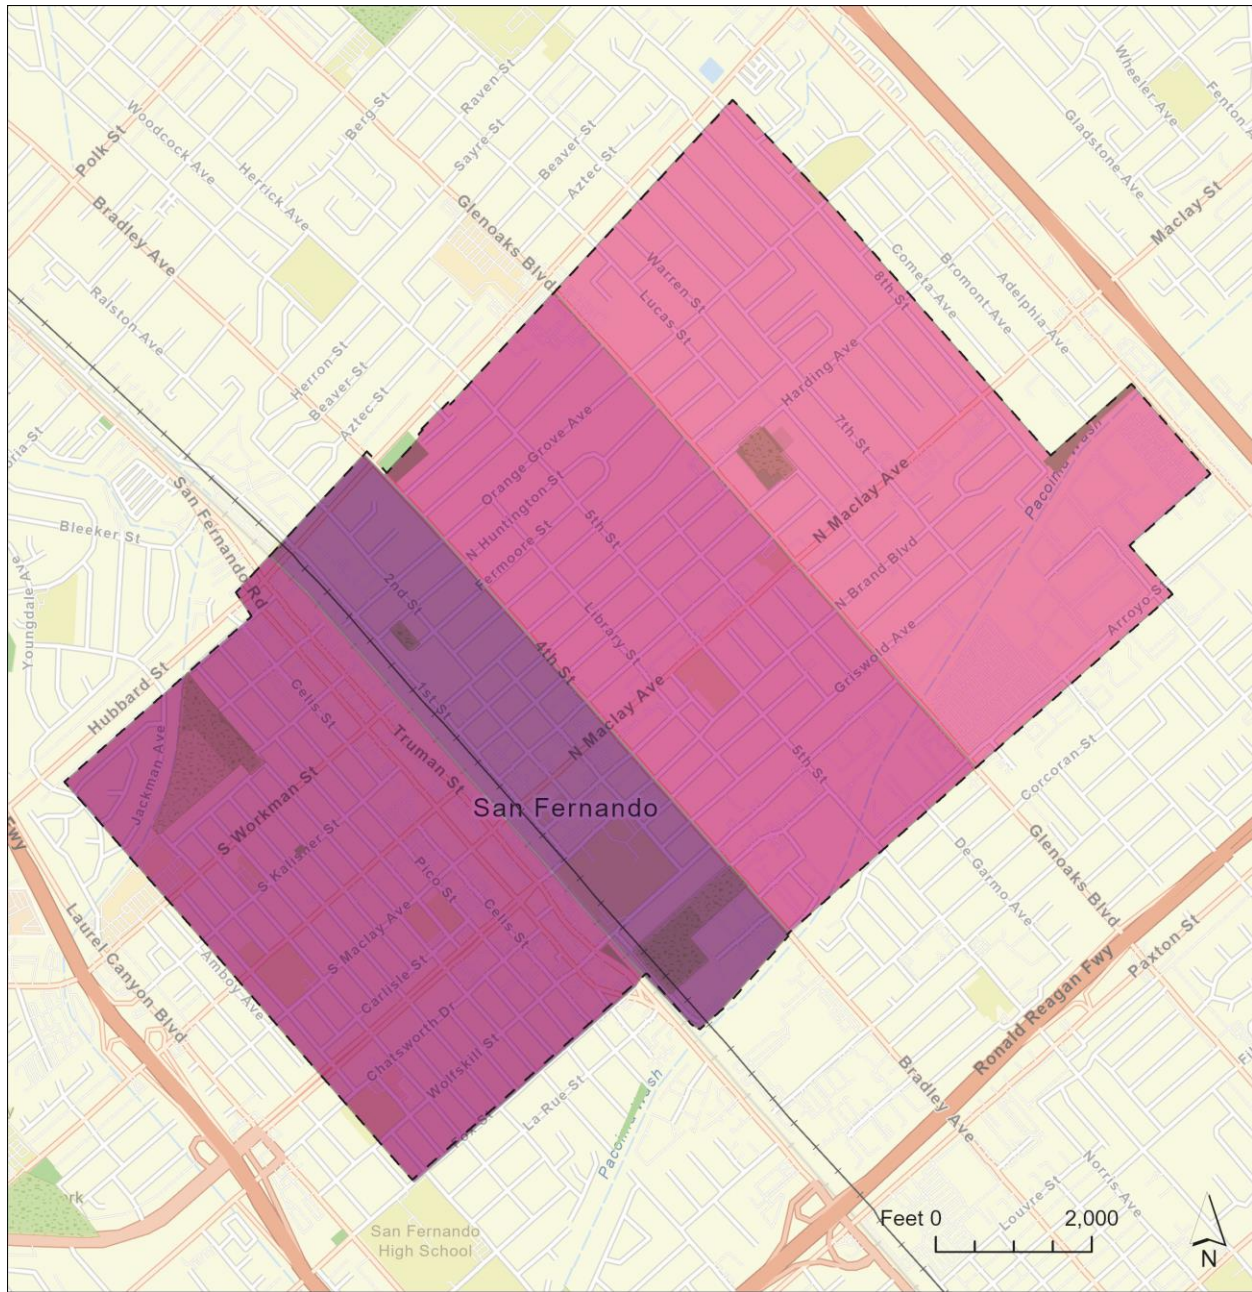 Raven St
Berg St
Sayre St
Beaver St
Aztec St
Woodcock Ave
Polk St
Herrick Ave
Bradley Ave
Glenoaks Blvd
Wheeler Ave
Fenton
Gladstone Ave
Maclay St
Ralston Ave
Herron St
Beaver St
Aztec St
Warren St
Lucas St
8th St
Cometa Ave
Bromont Ave
Adelphia Ave
Harding Ave
7th St
Orange Grove Ave
N Huntington St
Fermoore St
5th St
N Maclay Ave
N Brand Blvd
Pacoima Wash
Arroyo S
Griswold Ave
oria St
San Fernando Rd
Bleeker St
Youngdale Ave
Hubbard St
2nd St
Library St
4th St
1st St
Celis St
Truman St
N Maclay Ave
5th St
Corcoran St
Jackman Ave
S Workman St
San Fernando
S Kalisher St
Pico St
Celis St
De Garmo Ave
Glenoaks Blvd
Fwy
Laurel Canyon Blvd
S Maclay Ave
Amboy Ave
Carlisle St
Chatsworth Dr
Wolfskill St
La Rue St
Pacoima Wash
Ronald Reagan Fwy
Paxton St
Bradley Ave
Norris Ave
Louvre St
rk
San Fernando
High School
Feet 0 2,000
N